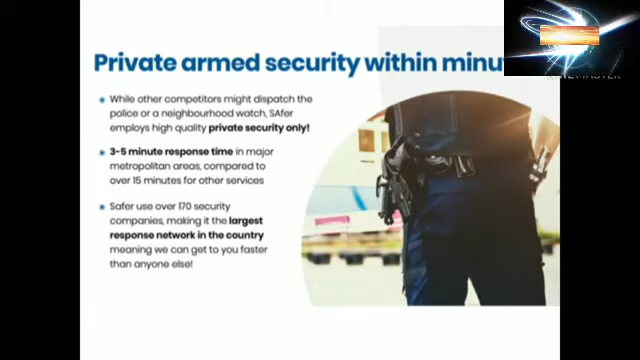 Private armed security within minu
While other competitors might dispatch the
police or a neighbourhood watch, SAfer
employs high quality private security only!
3-5 minute response time in major
metropolitan areas, compared to
over 15 minutes for other services
Safer use over 170 security
companies, making it the largest
response network in the country
meaning we can get to you faster
than anyone else!